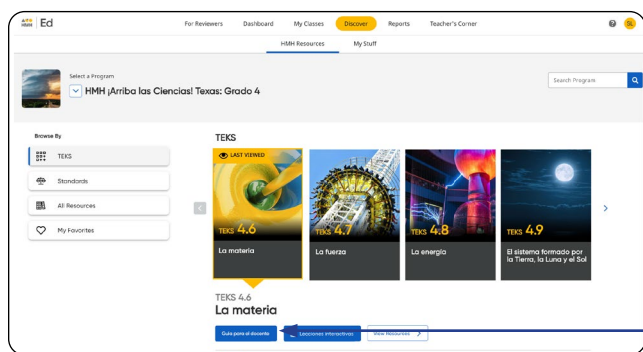 HMH Ed
For Reviewers Dashboard My Classes Discover Reports Teacher's Corner
SL
HMH Resources My Stuff
Select a Program
HMH ¡Arriba las Ciencias! Texas: Grado 4
Search Program
Browse By
TEKS
Standards
All Resources
My Favorites
TEKS
LAST VIEWED
TEKS 4.6
La materia
TEKS 4.7
La fuerza
TEKS 4.8
La energía
TEKS 4.9
El sistema formado por
la Tierra, la Luna y el Sol
TEKS 4.6
La materia
Guía para el docente
Lecciones interactivas
View Resources